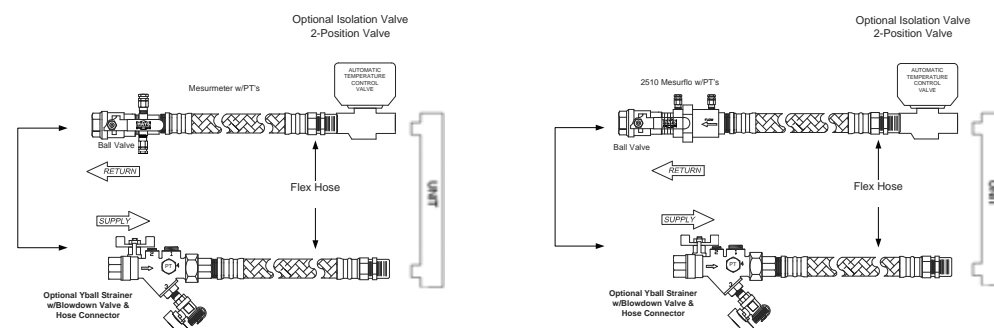 Optional Isolation Valve
2-Position Valve
AUTOMATIC
TEMPERATURE
CONTROL
VALVE
Mesurmeter w/PT's
Ball Valve
RETURN
Flex Hose
UNIT
SUPPLY
PT
Optional Yball Strainer
w/Blowdown Valve &
Hose Connector
Optional Isolation Valve
2-Position Valve
AUTOMATIC
TEMPERATURE
CONTROL
VALVE
2510 Mesurflo w/PT's
FLOW
Ball Valve
RETURN
Flex Hose
UNIT
SUPPLY
PT
Optional Yball Strainer
w/Blowdown Valve &
Hose Connector